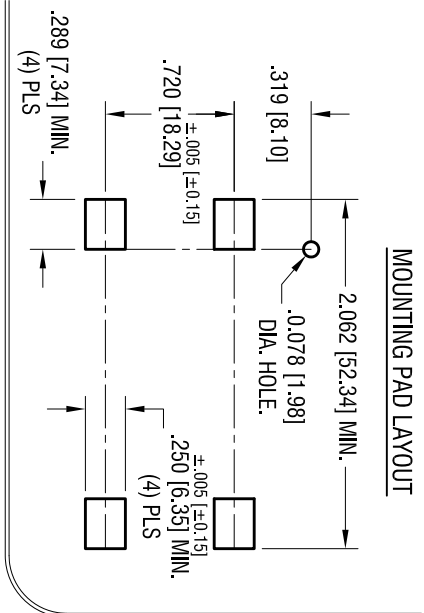 MOUNTING PAD LAYOUT
2.062 [52.34] MIN.
.319 [8.10]
.0.078 [1.98]
DIA. HOLE.
±.005 [±0.15]
.720 [18.29]
±.005 [±0.15]
.250 [6.35] MIN.
(4) PLS
.289 [7.34] MIN.
(4) PLS